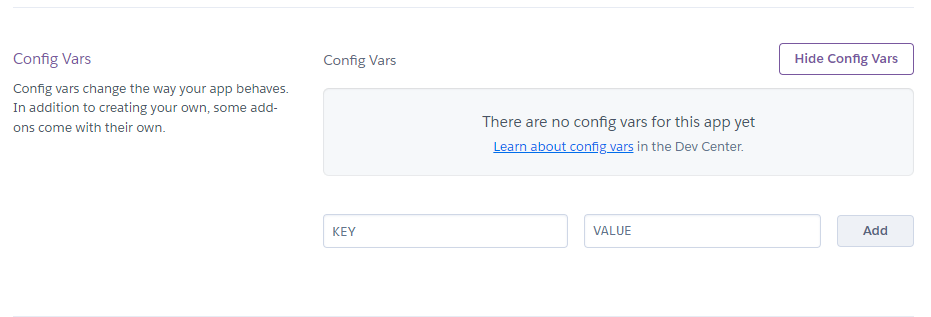 Config Vars
Config vars change the way your app behaves.
In addition to creating your own, some add-
ons come with their own.
Config Vars
Hide Config Vars
There are no config vars for this app yet
Learn about config vars in the Dev Center.
KEY
VALUE
Add